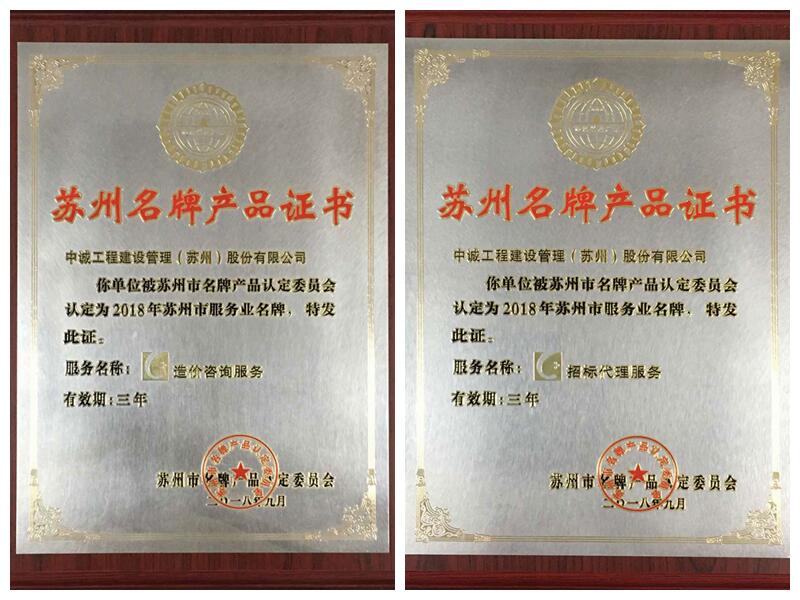 苏州名牌产品证书
中诚工程建设管理（苏州）股份有限公司
你单位被苏州市名牌产品认定委员会
认定为2018年苏州市服务业名牌，特发
此证。
服务名称： 造价咨询服务
有效期：三年
苏州市名牌产品认定委员会
二〇一八年九月
苏州名牌产品证书
中诚工程建设管理（苏州）股份有限公司
你单位被苏州市名牌产品认定委员会
认定为2018年苏州市服务业名牌，特发
此证。
服务名称： 招标代理服务
有效期：三年
苏州市名牌产品认定委员会
二〇一八年九月